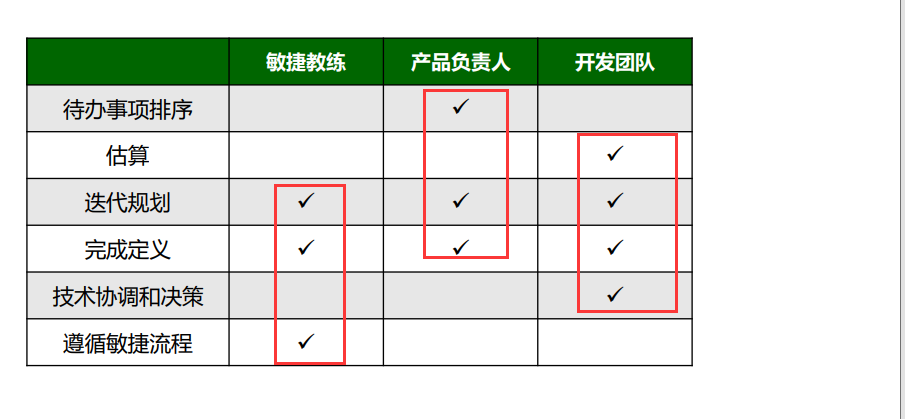 敏捷教练 产品负责人 开发团队
待办事项排序 ✓
估算 ✓
迭代规划 ✓ ✓ ✓
完成定义 ✓ ✓ ✓
技术协调和决策 ✓
遵循敏捷流程 ✓